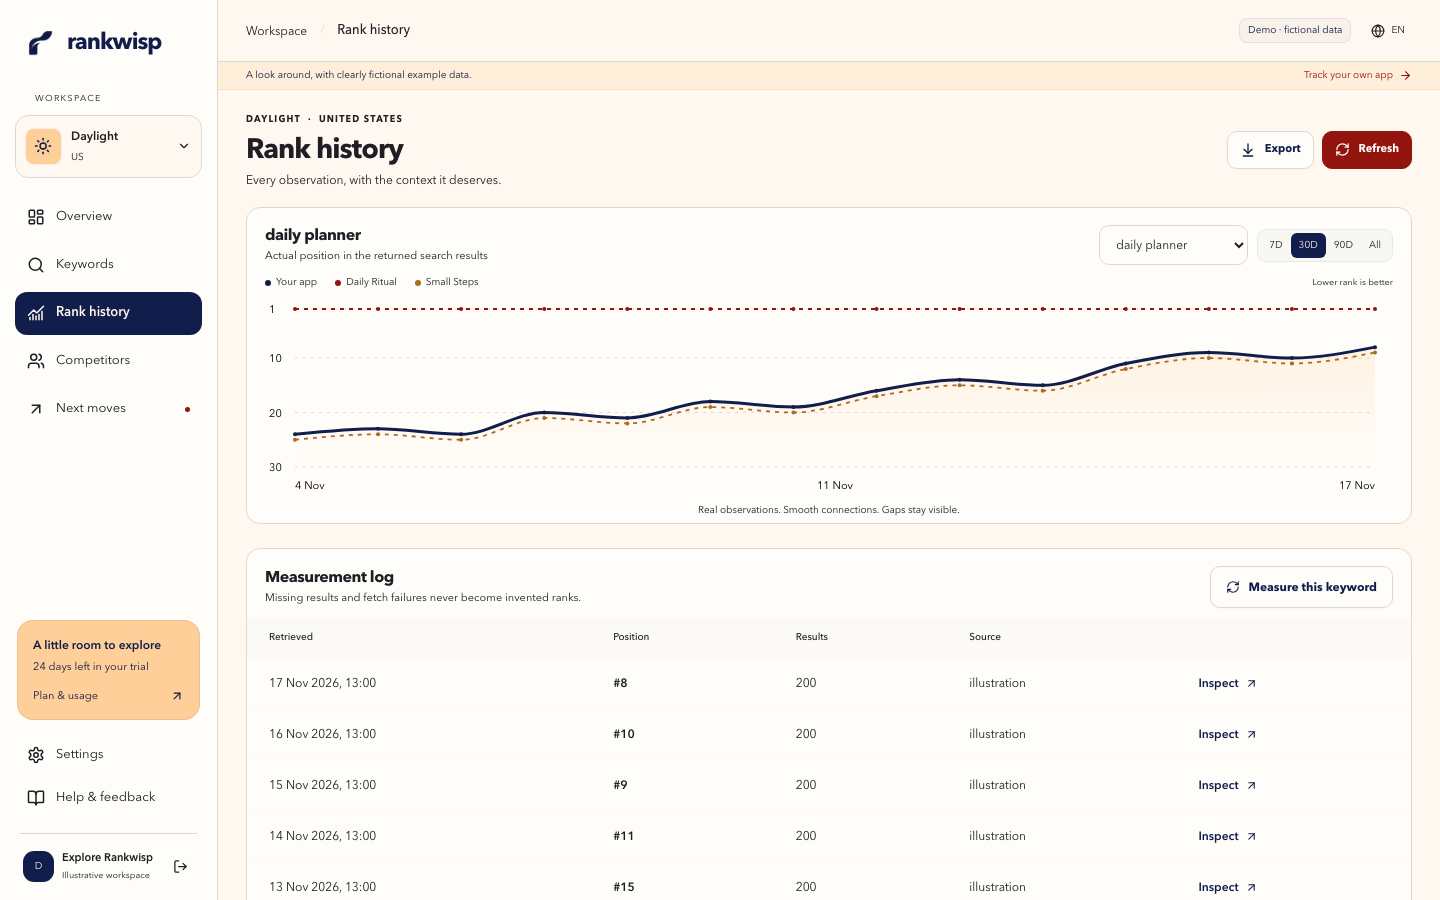 rankwisp
WORKSPACE
Daylight
US
Overview
Keywords
Rank history
Competitors
Next moves
A little room to explore
24 days left in your trial
Plan & usage
Settings
Help & feedback
D
Explore Rankwisp
Illustrative workspace
Workspace / Rank history
Demo · fictional data
EN
A look around, with clearly fictional example data.
Track your own app
DAYLIGHT · UNITED STATES
Rank history
Every observation, with the context it deserves.
Export
Refresh
daily planner
Actual position in the returned search results
daily planner
7D 30D 90D All
Your app Daily Ritual Small Steps
Lower rank is better
1
10
20
30
4 Nov 11 Nov 17 Nov
Real observations. Smooth connections. Gaps stay visible.
Measurement log
Missing results and fetch failures never become invented ranks.
Measure this keyword
Retrieved Position Results Source
17 Nov 2026, 13:00 #8 200 illustration Inspect
16 Nov 2026, 13:00 #10 200 illustration Inspect
15 Nov 2026, 13:00 #9 200 illustration Inspect
14 Nov 2026, 13:00 #11 200 illustration Inspect
13 Nov 2026, 13:00 #15 200 illustration Inspect